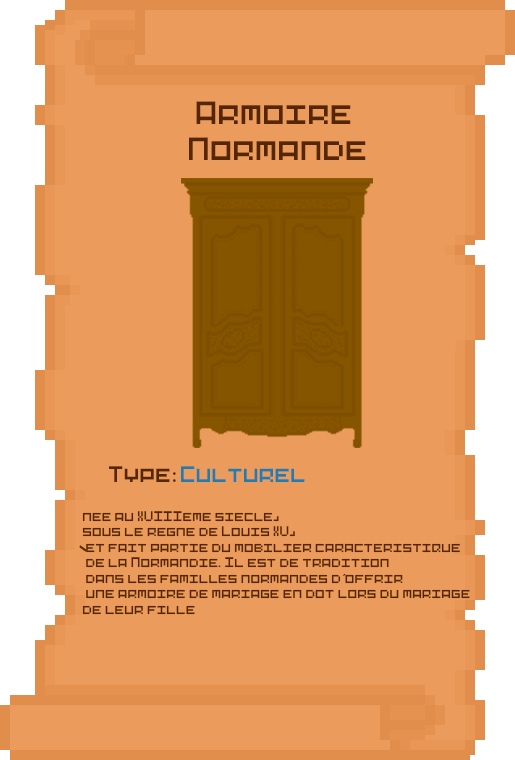 Armoire
Normande
Type: Culturel
nee au XVIIIeme siecle,
sous le regne de Louis XV,
et fait partie du mobilier caracteristique
de la Normandie. Il est de tradition
dans les familles normandes d'offrir
une armoire de mariage en dot lors du mariage
de leur fille